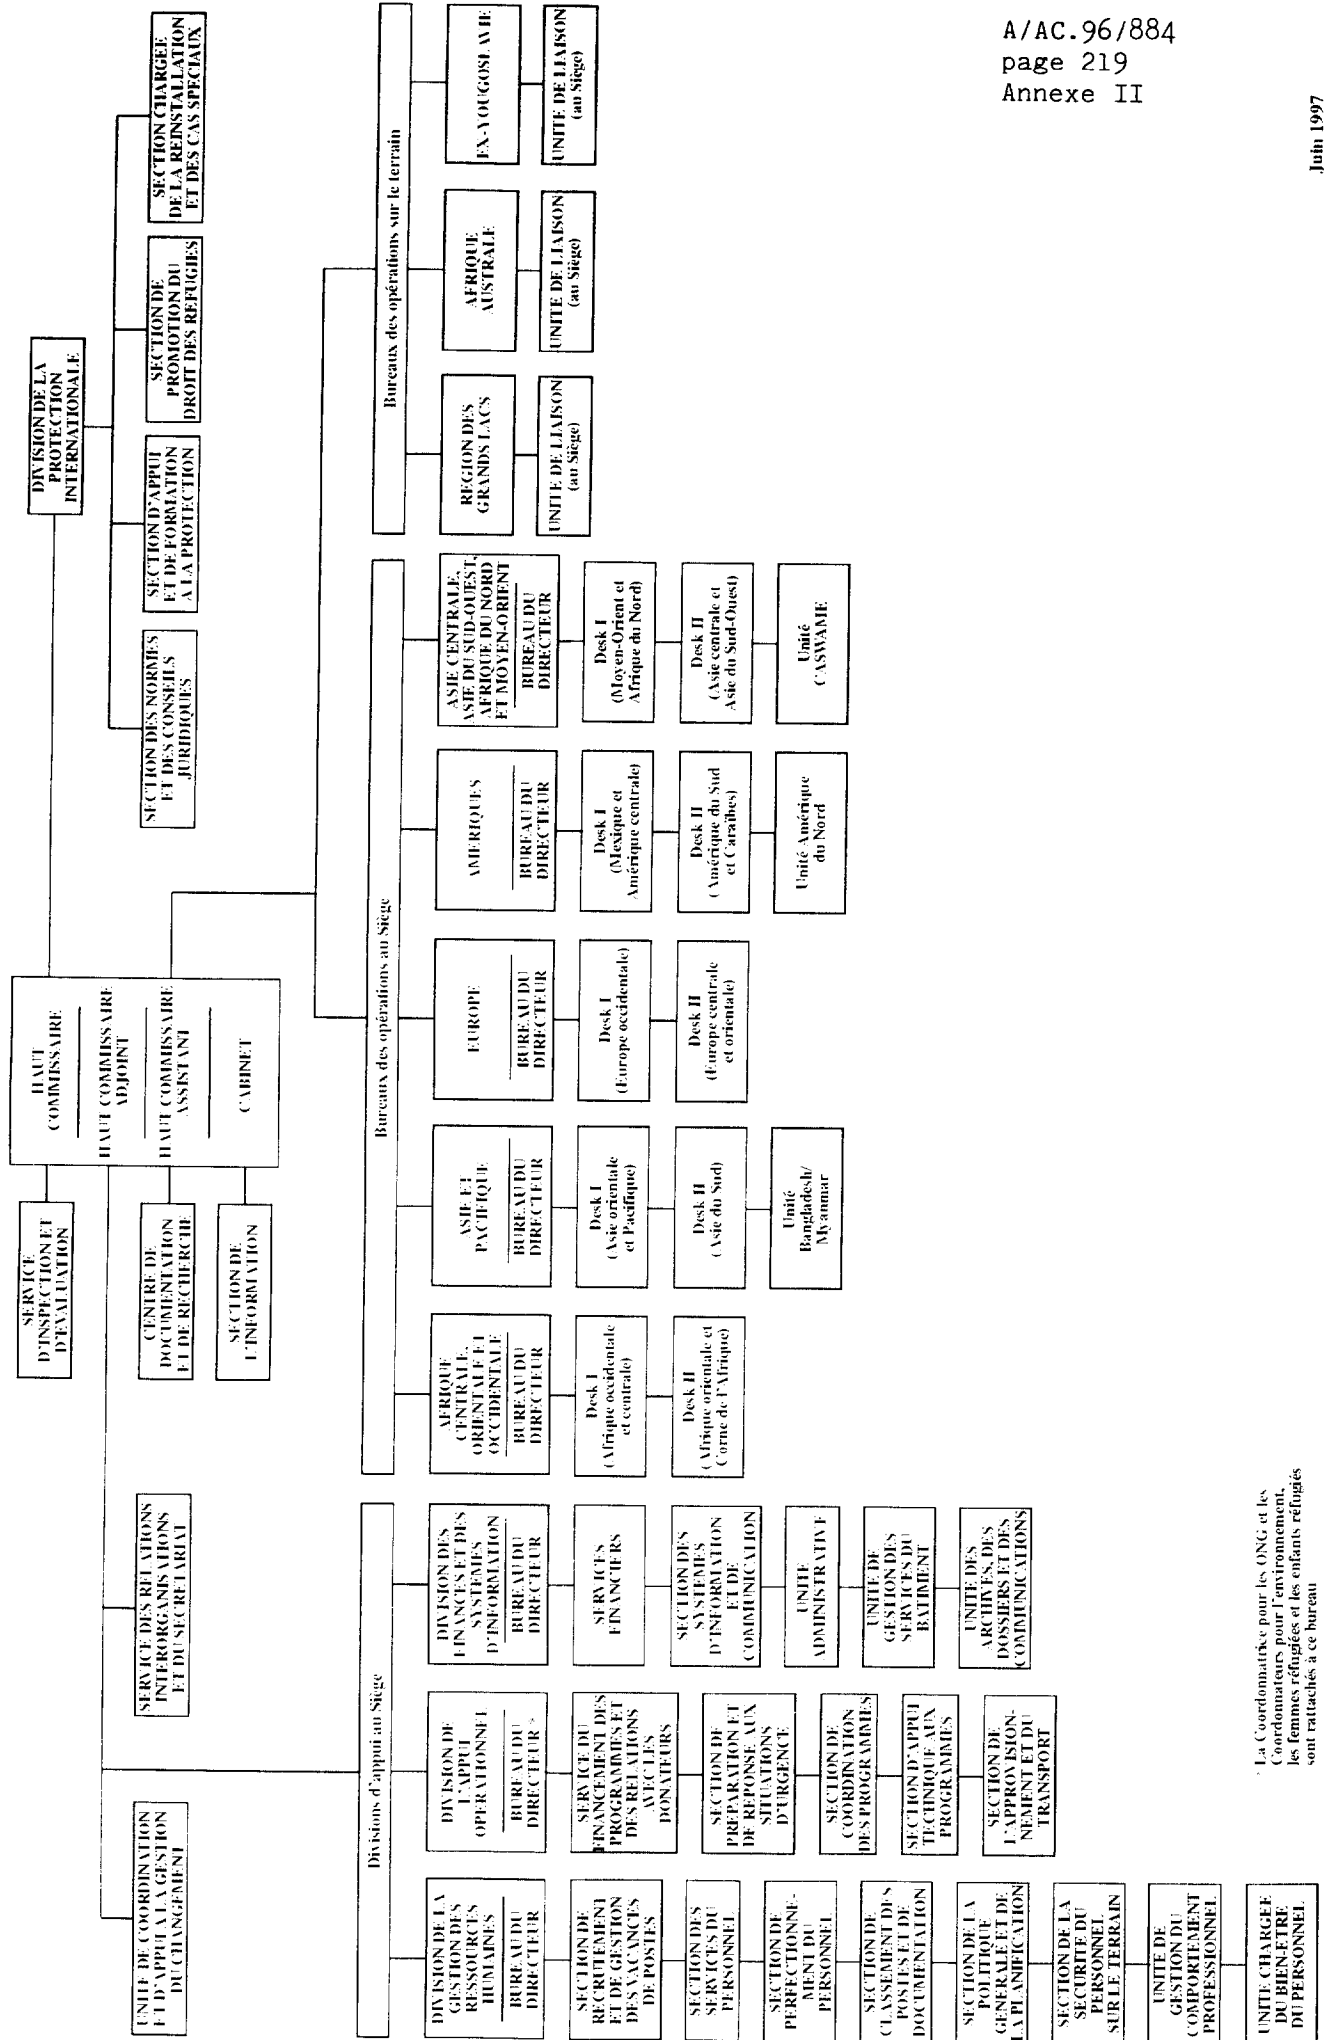 A/AC.96/884
page 219
Annexe II
Juin 1997
HAUT
COMMISSAIRE
HAUT COMMISSAIRE
ADJOINT
HAUT COMMISSAIRE
ASSISTANT
CABINET
SERVICE
D'INSPECTION ET
D'EVALUATION
CENTRE DE
DOCUMENTATION
ET DE RECHERCHE
SECTION DE
L'INFORMATION
DIVISION DE LA
PROTECTION
INTERNATIONALE
SECTION DES NORMES
ET DES CONSEILS
JURIDIQUES
SECTION D'APPUI
ET DE FORMATION
A LA PROTECTION
SECTION DE
PROMOTION DU
DROIT DES REFUGIES
SECTION CHARGEE
DE LA REINSTALLATION
ET DES CAS SPECIAUX
UNITE DE COORDINATION
ET D'APPUI A LA GESTION
DU CHANGEMENT
SERVICE DES RELATIONS
INTERORGANISATIONS
ET DU SECRETARIAT
Divisions d'appui au Siège
DIVISION DE LA
GESTION DES
RESSOURCES
HUMAINES
BUREAU DU
DIRECTEUR
SECTION DE
RECRUTEMENT
ET DE GESTION
DES VACANCES
DE POSTES
SECTION DES
SERVICES DU
PERSONNEL
SECTION DE
PERFECTIONNE-
MENT DU
PERSONNEL
SECTION DE
CLASSEMENT DES
POSTES ET DE
DOCUMENTATION
SECTION DE LA
POLITIQUE
GENERALE ET DE
LA PLANIFICATION
SECTION DE LA
SECURITE DU
PERSONNEL
SUR LE TERRAIN
UNITE DE
GESTION DU
COMPORTEMENT
PROFESSIONNEL
UNITE CHARGEE
DU BIEN-ETRE
DU PERSONNEL
DIVISION DE
L'APPUI
OPERATIONNEL
BUREAU DU
DIRECTEUR *
SERVICE DU
FINANCEMENT DES
PROGRAMMES ET
DES RELATIONS
AVEC LES
DONATEURS
SECTION DE
PREPARATION ET
DE REPONSE AUX
SITUATIONS
D'URGENCE
SECTION DE
COORDINATION
DES PROGRAMMES
SECTION D'APPUI
TECHNIQUE AUX
PROGRAMMES
SECTION DE
L'APPROVISION-
NEMENT ET DU
TRANSPORT
DIVISION DES
FINANCES ET DES
SYSTEMES
D'INFORMATION
BUREAU DU
DIRECTEUR
SERVICES
FINANCIERS
SECTION DES
SYSTEMES
D'INFORMATION
ET DE
COMMUNICATION
UNITE
ADMINISTRATIVE
UNITE DE
GESTION DES
SERVICES DU
BATIMENT
UNITE DES
ARCHIVES, DES
DOSSIERS ET DES
COMMUNICATIONS
Bureaux des opérations au Siège
AFRIQUE
CENTRALE,
ORIENTALE ET
OCCIDENTALE
BUREAU DU
DIRECTEUR
Desk I
(Afrique occidentale
et centrale)
Desk II
(Afrique orientale et
Corne de l'Afrique)
ASIE ET
PACIFIQUE
BUREAU DU
DIRECTEUR
Desk I
(Asie orientale
et Pacifique)
Desk II
(Asie du Sud)
Unité
Bangladesh/
Myanmar
EUROPE
BUREAU DU
DIRECTEUR
Desk I
(Europe occidentale)
Desk II
(Europe centrale
et orientale)
AMERIQUES
BUREAU DU
DIRECTEUR
Desk I
(Mexique et
Amérique centrale)
Desk II
(Amérique du Sud
et Caraïbes)
Unité Amérique
du Nord
ASIE CENTRALE,
ASIE DU SUD-OUEST,
AFRIQUE DU NORD
ET MOYEN-ORIENT
BUREAU DU
DIRECTEUR
Desk I
(Moyen-Orient et
Afrique du Nord)
Desk II
(Asie centrale et
Asie du Sud-Ouest)
Unité
CASWAME
Bureaux des opérations sur le terrain
REGION DES
GRANDS LACS
UNITE DE LIAISON
(au Siège)
AFRIQUE
AUSTRALE
UNITE DE LIAISON
(au Siège)
EX-YOUGOSLAVIE
UNITE DE LIAISON
(au Siège)
* La Coordonnatrice pour les ONG et les
Coordonnateurs pour l'environnement,
les femmes réfugiées et les enfants réfugiés
sont rattachés à ce bureau